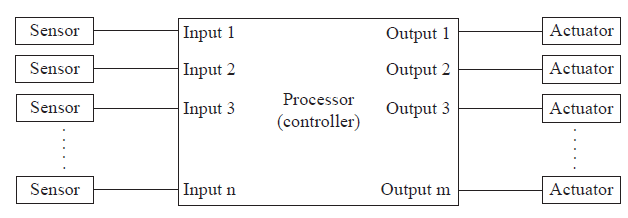 Sensor Input 1 Output 1 Actuator
Sensor Input 2 Output 2 Actuator
Sensor Input 3 Processor Output 3 Actuator
(controller)
Sensor Input n Output m Actuator